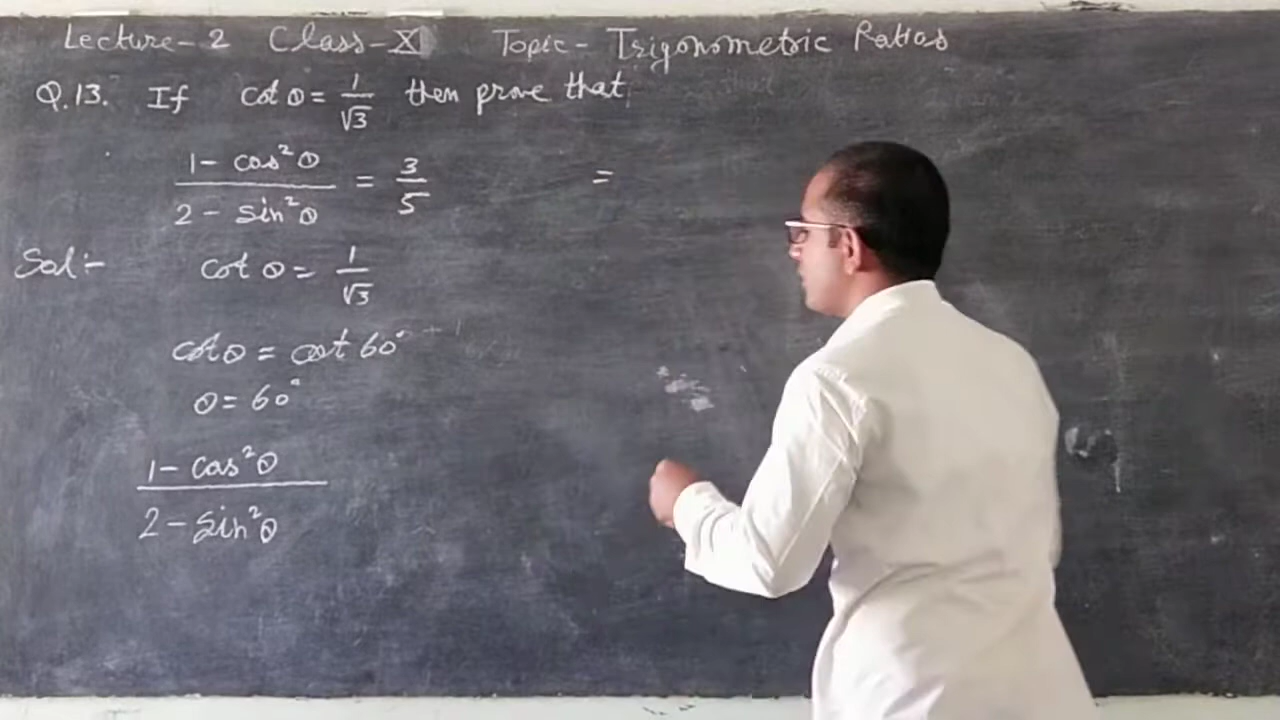 Lecture-2 Class-X Topic- Trigonometric Ratios
Q.13. If cot θ = 1/√3 then prove that
(1 - cos²θ)/(2 - sin²θ) = 3/5 =
Sol:- cot θ = 1/√3
cot θ = cot 60°
θ = 60°
(1 - cos²θ)/(2 - sin²θ)